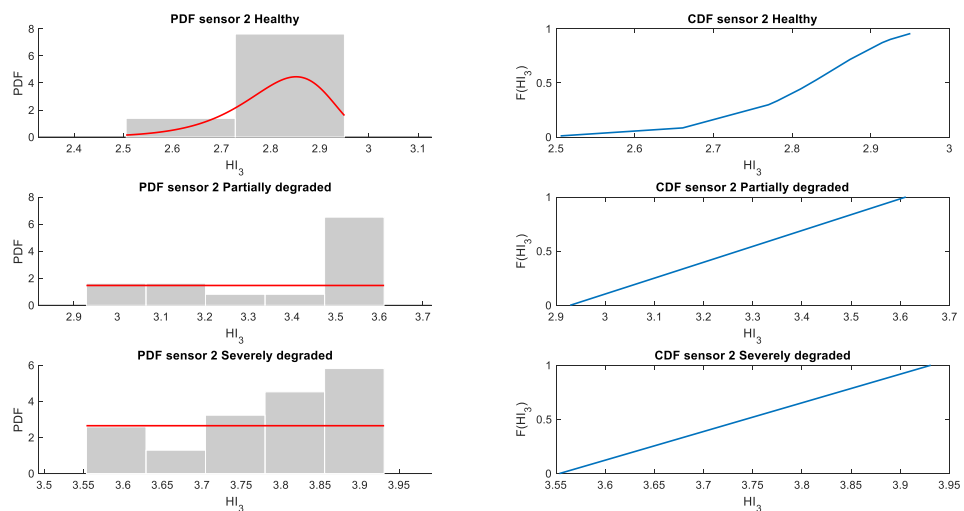 PDF sensor 2 Healthy
8
6
4
2
0
PDF
2.4 2.5 2.6 2.7 2.8 2.9 3 3.1
HI3
CDF sensor 2 Healthy
1
0.5
0
F(HI3)
2.5 2.6 2.7 2.8 2.9 3
HI3
PDF sensor 2 Partially degraded
8
6
4
2
0
PDF
2.9 3 3.1 3.2 3.3 3.4 3.5 3.6 3.7
HI3
CDF sensor 2 Partially degraded
1
0.5
0
F(HI3)
2.9 3 3.1 3.2 3.3 3.4 3.5 3.6 3.7
HI3
PDF sensor 2 Severely degraded
6
4
2
0
PDF
3.5 3.55 3.6 3.65 3.7 3.75 3.8 3.85 3.9 3.95
HI3
CDF sensor 2 Severely degraded
1
0.5
0
F(HI3)
3.55 3.6 3.65 3.7 3.75 3.8 3.85 3.9 3.95
HI3